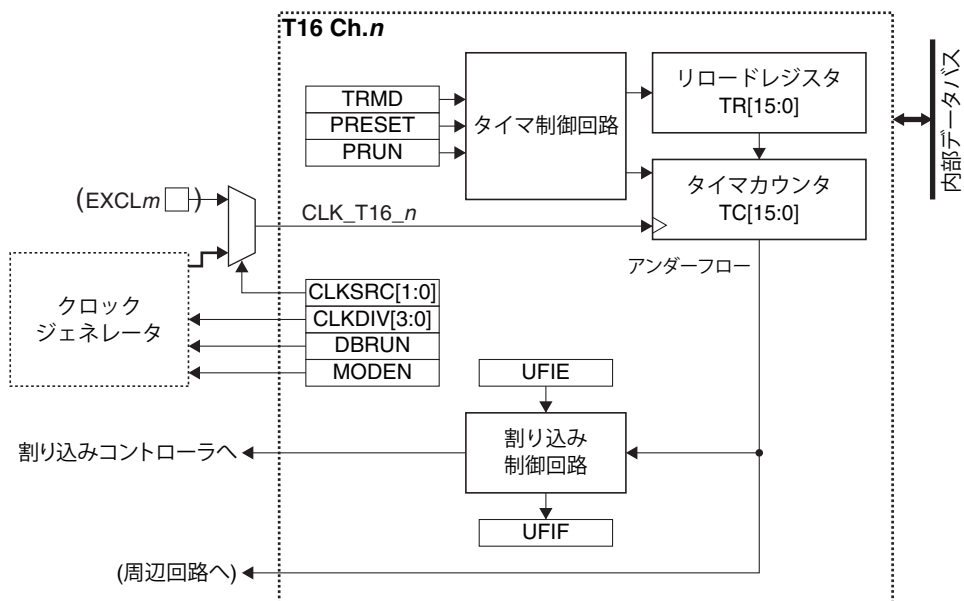 T16 Ch.n
TRMD
PRESET
PRUN
タイマ制御回路
リロードレジスタ
TR[15:0]
タイマカウンタ
TC[15:0]
内部データバス
(EXCLm )
CLK_T16_n
アンダーフロー
クロック
ジェネレータ
CLKSRC[1:0]
CLKDIV[3:0]
DBRUN
MODEN
UFIE
割り込み
制御回路
UFIF
割り込みコントローラへ
(周辺回路へ)